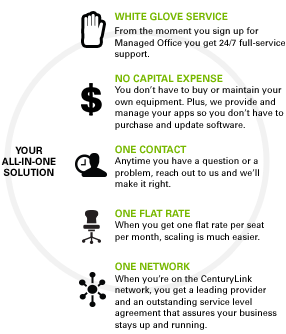 WHITE GLOVE SERVICE
From the moment you sign up for
Managed Office you get 24/7 full-service
support.
NO CAPITAL EXPENSE
You don't have to buy or maintain your
own equipment. Plus, we provide and
manage your apps so you don't have to
purchase and update software.
YOUR
ALL-IN-ONE
SOLUTION
ONE CONTACT
Anytime you have a question or a
problem, reach out to us and we'll
make it right.
ONE FLAT RATE
When you get one flat rate per seat
per month, scaling is much easier.
ONE NETWORK
When you're on the CenturyLink
network, you get a leading provider
and an outstanding service level
agreement that assures your business
stays up and running.